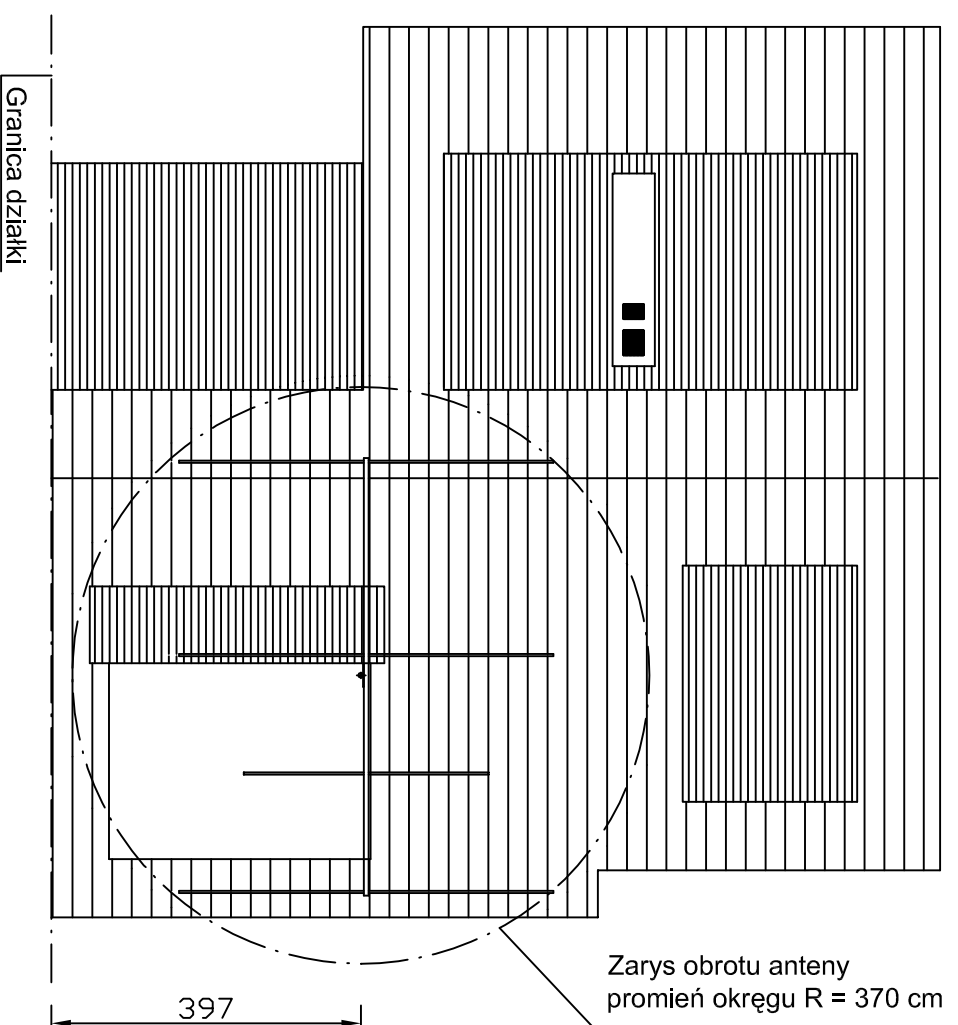 Granica działki
Zarys obrotu anteny
promień okręgu R = 370 cm
397